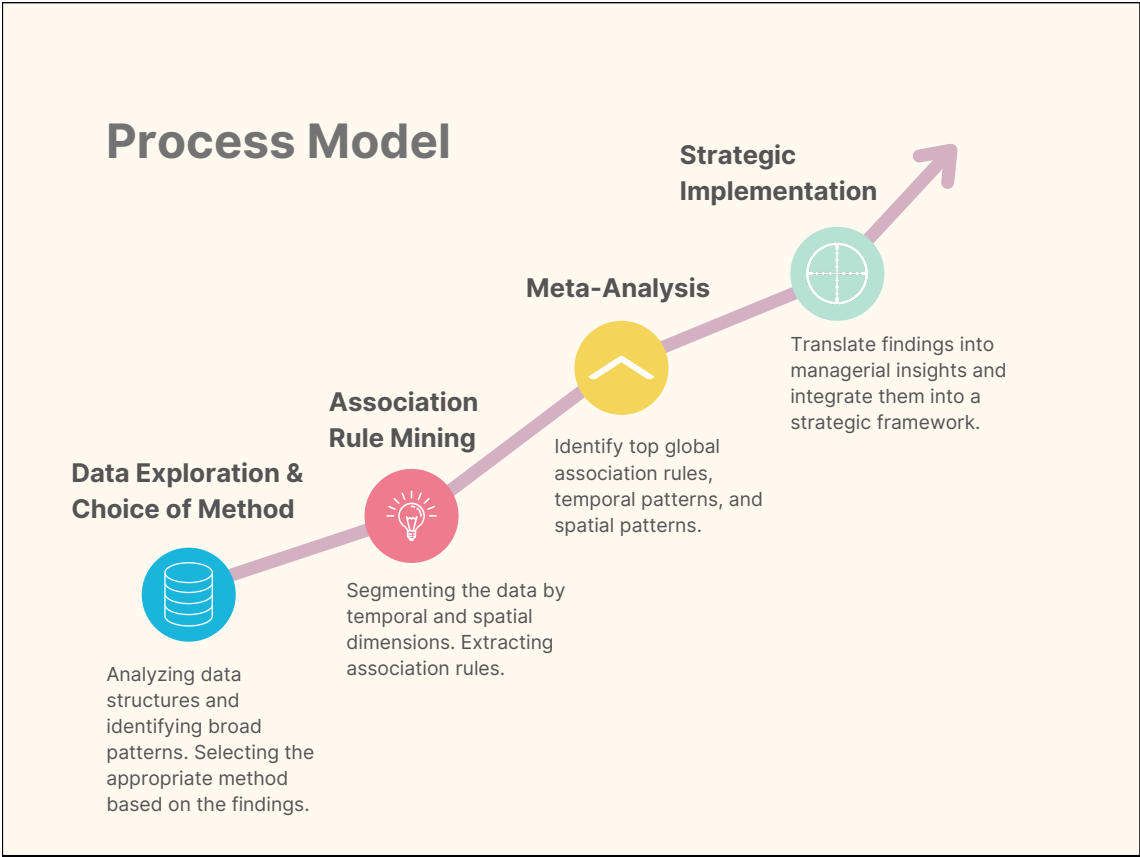 Process Model
Strategic
Implementation
Translate findings into
managerial insights and
integrate them into a
strategic framework.
Meta-Analysis
Identify top global
association rules,
temporal patterns, and
spatial patterns.
Association
Rule Mining
Segmenting the data by
temporal and spatial
dimensions. Extracting
association rules.
Data Exploration &
Choice of Method
Analyzing data
structures and
identifying broad
patterns. Selecting the
appropriate method
based on the findings.